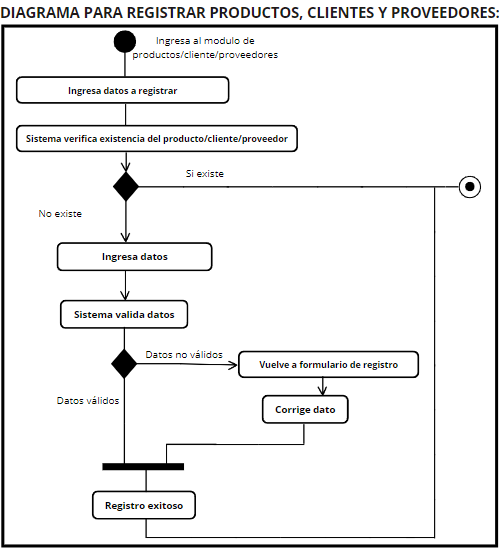 DIAGRAMA PARA REGISTRAR PRODUCTOS, CLIENTES Y PROVEEDORES:
Ingresa al modulo de
productos/cliente/proveedores
Ingresa datos a registrar
Sistema verifica existencia del producto/cliente/proveedor
Si existe
No existe
Ingresa datos
Sistema valida datos
Datos no válidos
Vuelve a formulario de registro
Datos válidos
Corrige dato
Registro exitoso